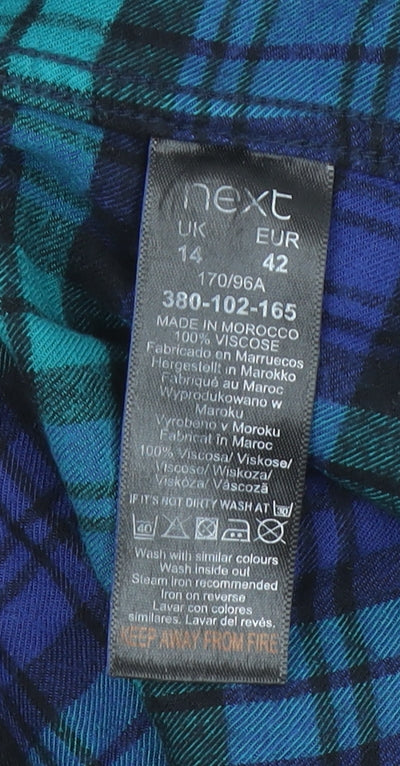 next
UK EUR
14 42
170/96A
380-102-165
MADE IN MOROCCO
100% VISCOSE
Fabricado en Marruecos
Hergestellt in Marokko
Fabriqué au Maroc
Wyprodukowano w
Maroku
Vyrobeno v Moroku
Fabricat în Maroc
100% Viscosa/ Viskose/
Viscose/ Wiskoza/
Viskóza/ Vâscoză
IF IT'S NOT DIRTY WASH AT 30
40
Wash with similar colours
Wash inside out
Steam iron recommended
Iron on reverse
Lavar con colores
similares. Lavar del revés.
KEEP AWAY FROM FIRE